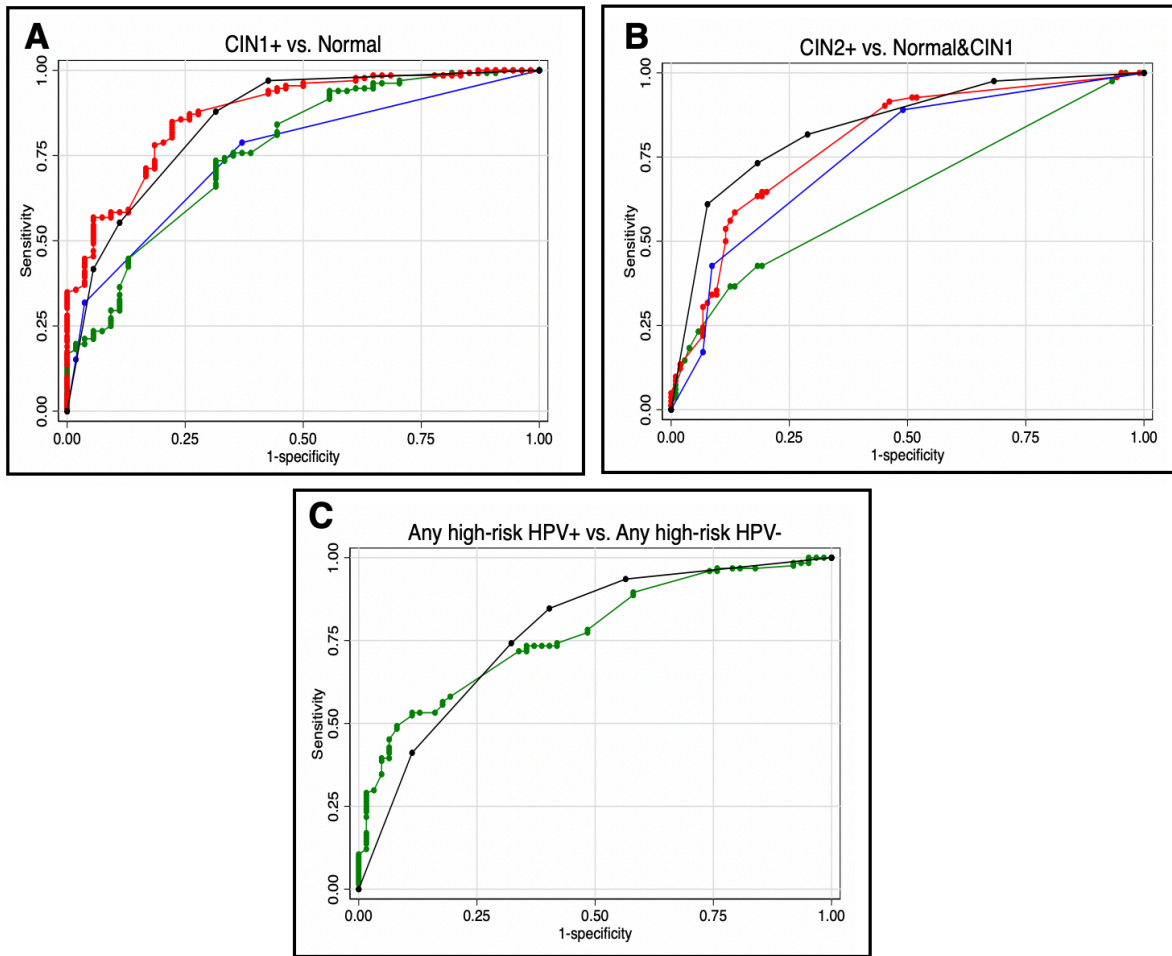 A
CIN1+ vs. Normal
Sensitivity
1.00
0.75
0.50
0.25
0.00
0.00 0.25 0.50 0.75 1.00
1-specificity
B
CIN2+ vs. Normal&CIN1
Sensitivity
1.00
0.75
0.50
0.25
0.00
0.00 0.25 0.50 0.75 1.00
1-specificity
C
Any high-risk HPV+ vs. Any high-risk HPV-
Sensitivity
1.00
0.75
0.50
0.25
0.00
0.00 0.25 0.50 0.75 1.00
1-specificity